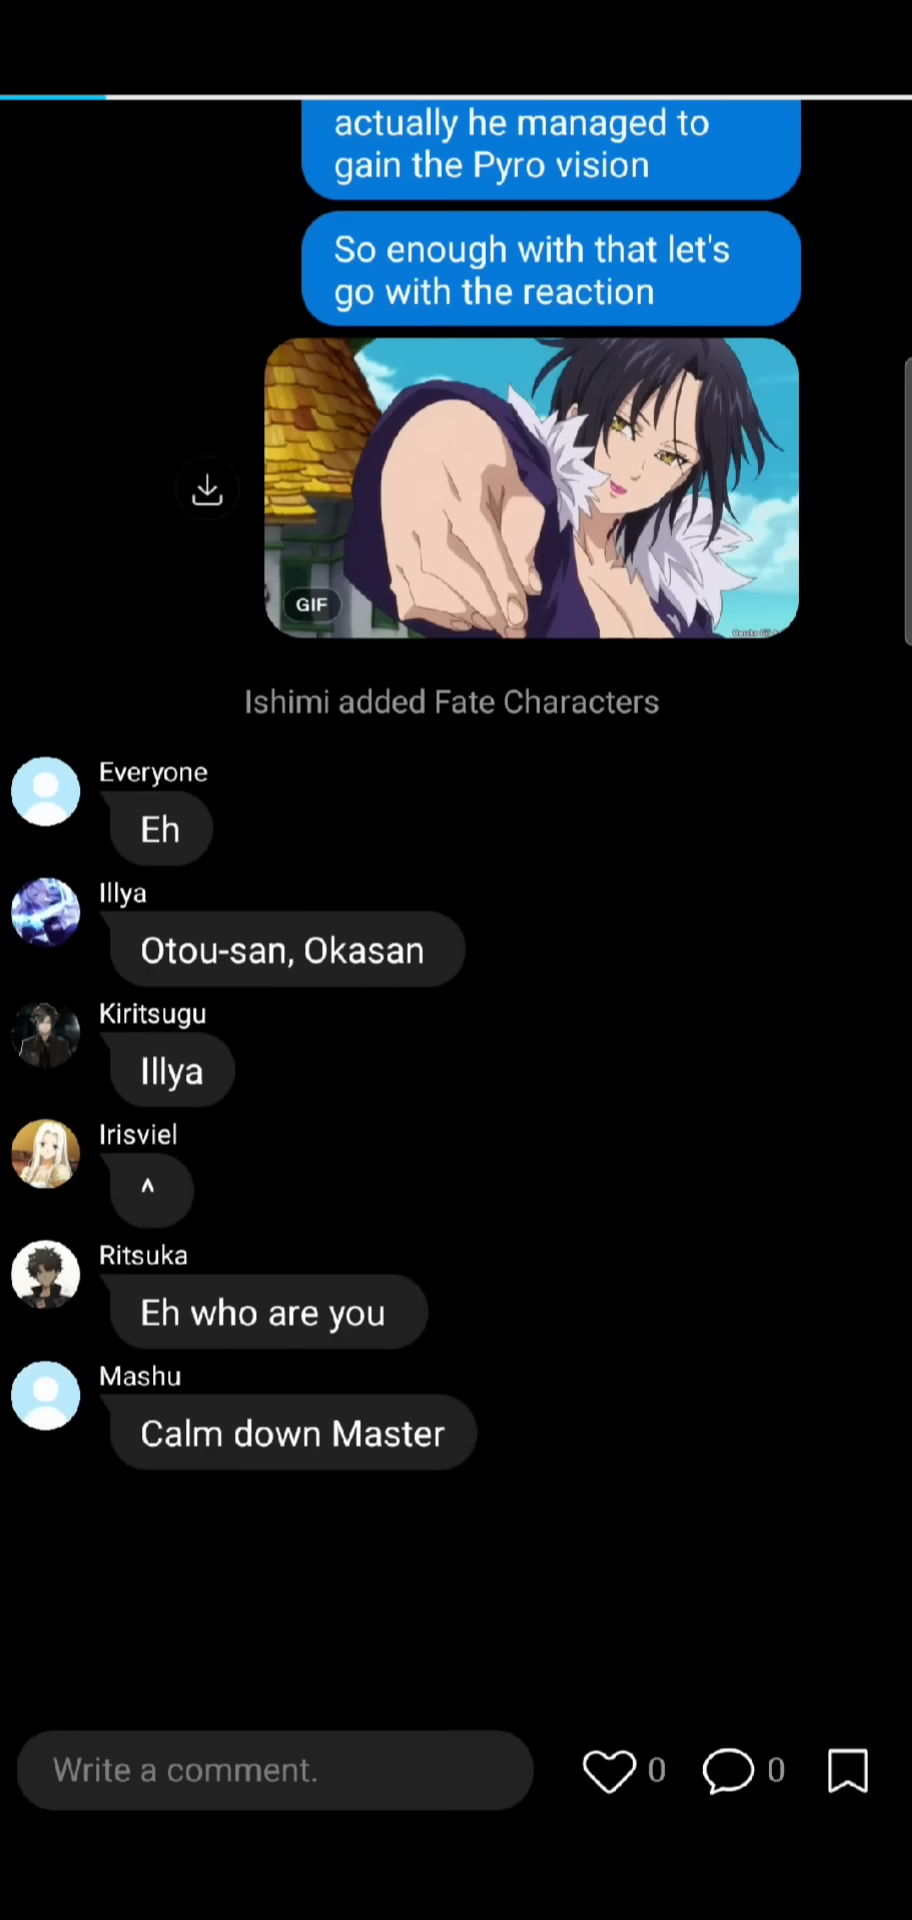 actually he managed to
gain the Pyro vision
So enough with that let's
go with the reaction
GIF
Ishimi added Fate Characters
Everyone
Eh
Illya
Otou-san, Okasan
Kiritsugu
Illya
Irisviel
^
Ritsuka
Eh who are you
Mashu
Calm down Master
Write a comment.
0
0